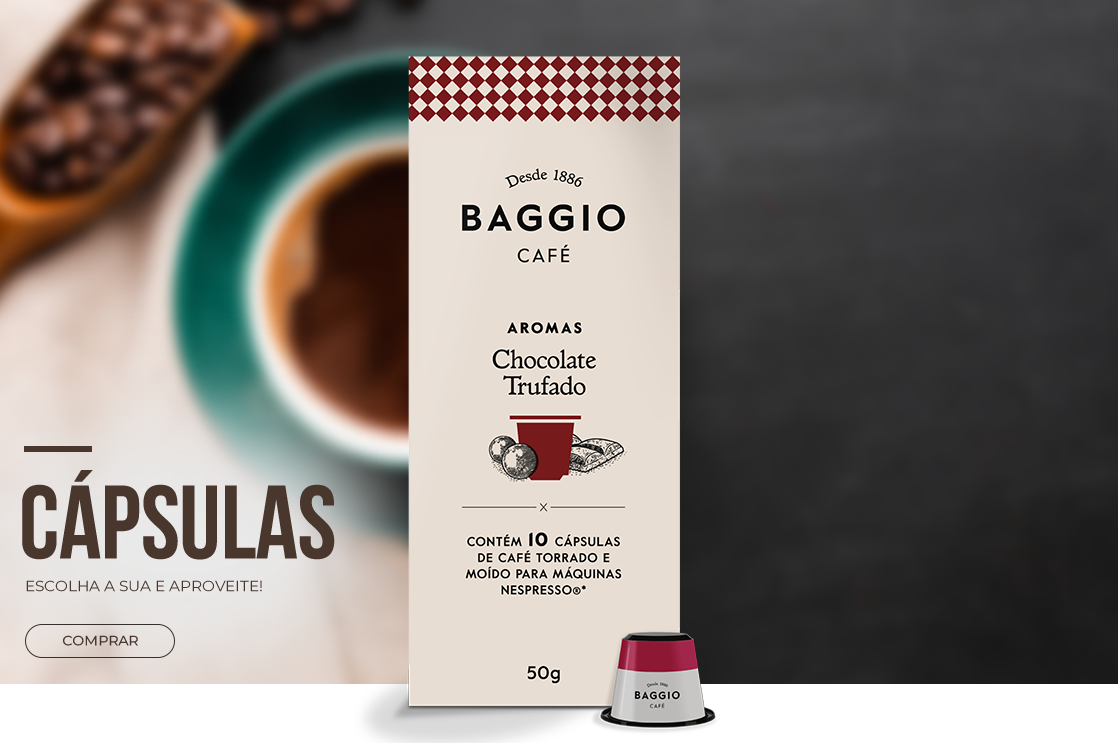 Desde 1886
BAGGIO
CAFÉ
AROMAS
Chocolate
Trufado
CONTÉM 10 CÁPSULAS
DE CAFÉ TORRADO E
MOÍDO PARA MÁQUINAS
NESPRESSO®*
50g
CÁPSULAS
ESCOLHA A SUA E APROVEITE!
COMPRAR
Desde 1886
BAGGIO
CAFÉ